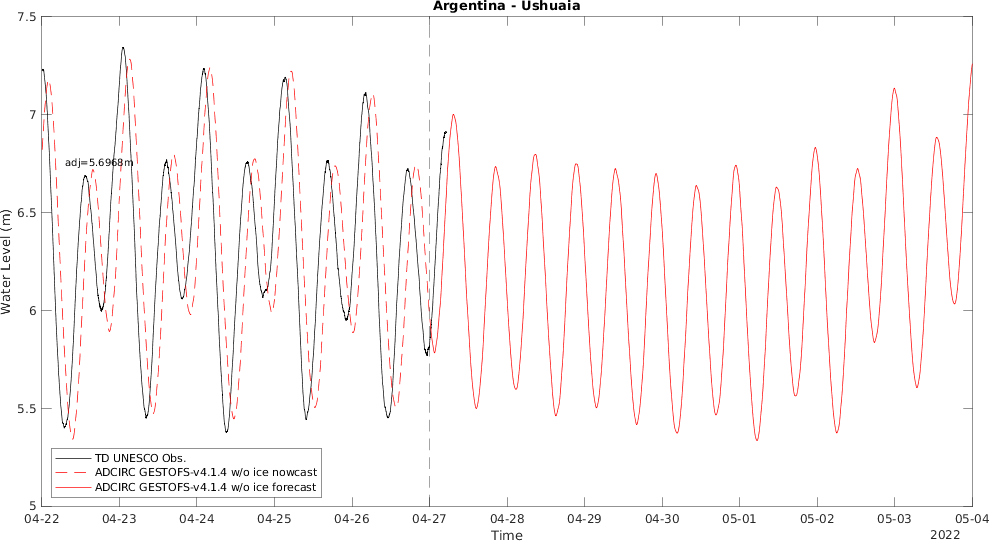 Argentina - Ushuaia
7.5
7
6.5
6
5.5
5
Water Level (m)
adj=5.6968m
TD UNESCO Obs.
ADCIRC GESTOFS-v4.1.4 w/o ice nowcast
ADCIRC GESTOFS-v4.1.4 w/o ice forecast
04-22 04-23 04-24 04-25 04-26 04-27 04-28 04-29 04-30 05-01 05-02 05-03 05-04
Time
2022